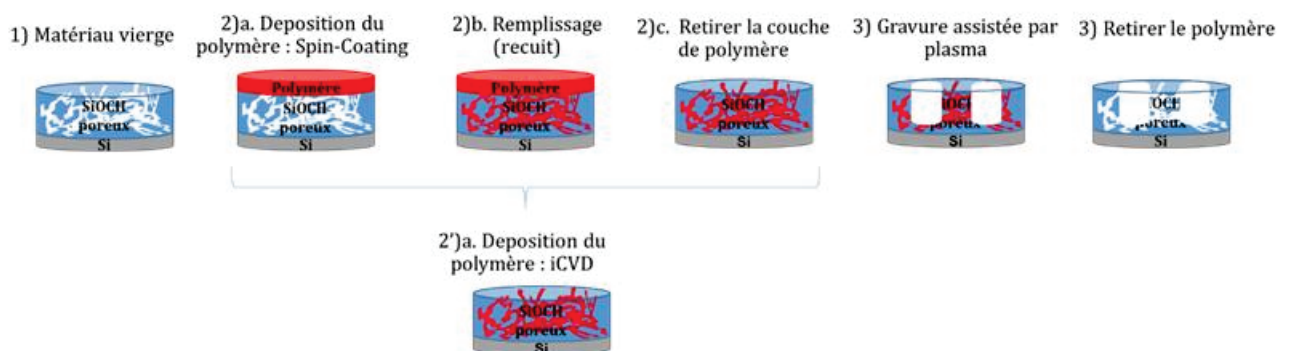 1) Matériau vierge
2)a. Deposition du
polymère : Spin-Coating
2)b. Remplissage
(recuit)
2)c. Retirer la couche
de polymère
3) Gravure assistée par
plasma
3) Retirer le polymère
SiOCH
poreux
Si
Polymère
SiOCH
poreux
Si
Polymère
SiOCH
poreux
Si
SiOCH
poreux
Si
iOCH
poreux
Si
OCH
poreux
Si
2')a. Deposition du
polymère : iCVD
SiOCH
poreux
Si